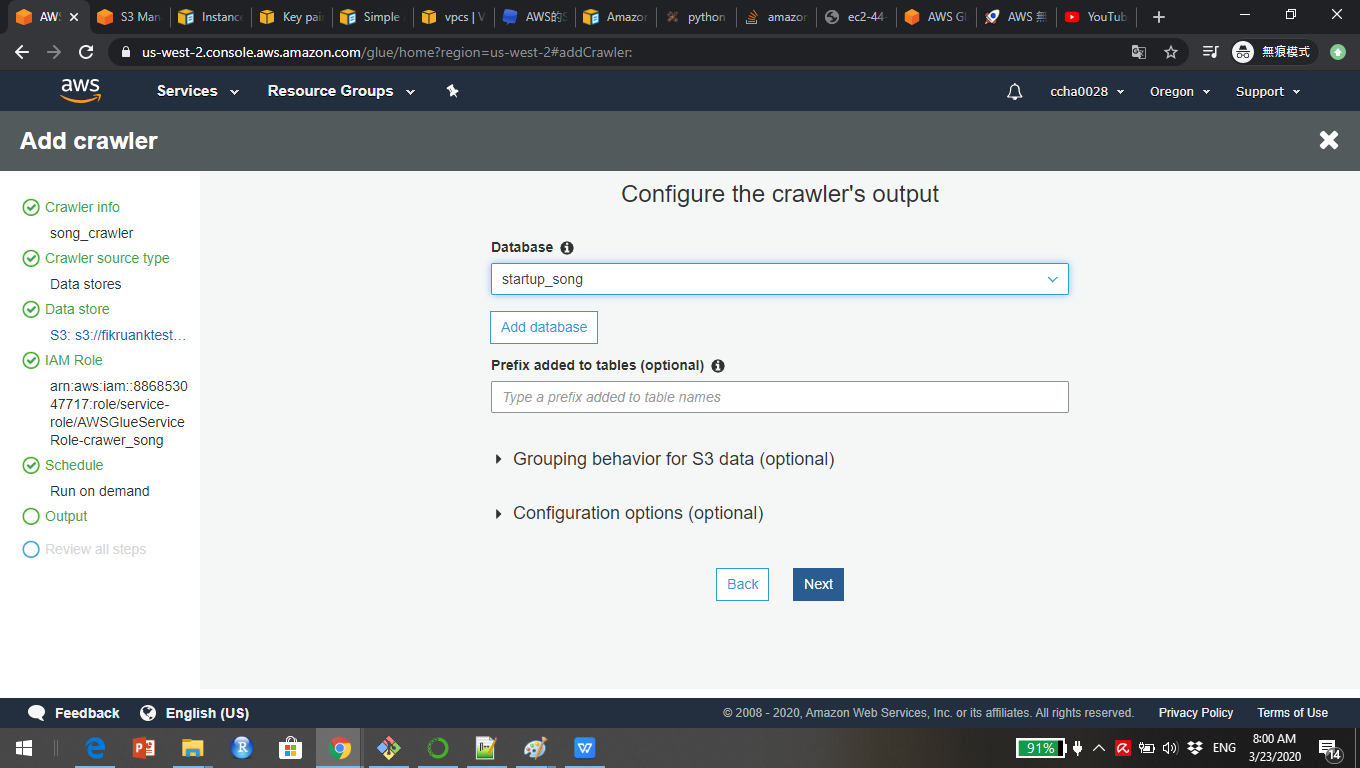 AWS
S3 Man
Instance
Key pai
Simple
vpcs | V
AWS的S
Amazon
python
amazon
ec2-44-
AWS Gl
AWS 無
YouTub
us-west-2.console.aws.amazon.com/glue/home?region=us-west-2#addCrawler:
無痕模式
aws
Services
Resource Groups
ccha0028
Oregon
Support
Add crawler
Crawler info
song_crawler
Crawler source type
Data stores
Data store
S3: s3://fikruanktest...
IAM Role
arn:aws:iam::8868530
47717:role/service-
role/AWSGlueService
Role-crawer_song
Schedule
Run on demand
Output
Review all steps
Configure the crawler's output
Database
startup_song
Add database
Prefix added to tables (optional)
Type a prefix added to table names
Grouping behavior for S3 data (optional)
Configuration options (optional)
Back
Next
Feedback
English (US)
© 2008 - 2020, Amazon Web Services, Inc. or its affiliates. All rights reserved.
Privacy Policy
Terms of Use
91%
ENG
8:00 AM
3/23/2020
14